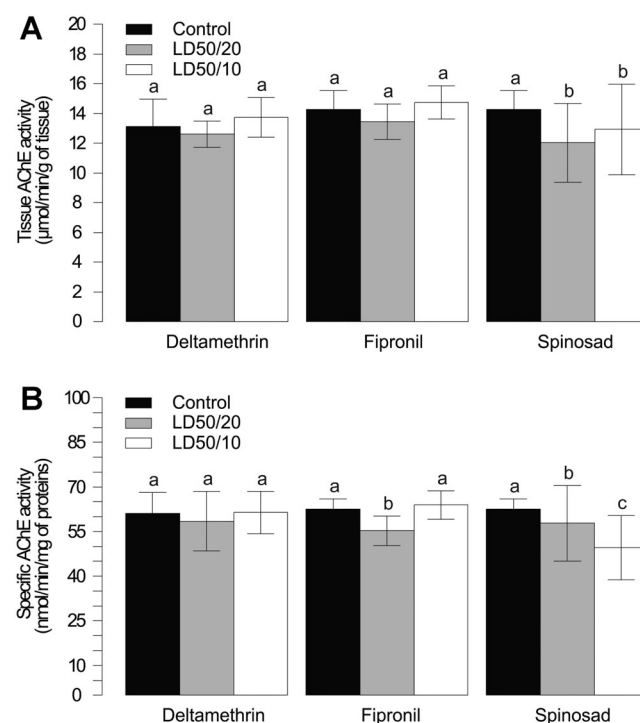 A
Control
LD50/20
LD50/10
Tissue AChE activity
(µmol/min/g of tissue)
20
18
16
14
12
10
8
6
4
2
0
a a a a a a a b b
Deltamethrin Fipronil Spinosad
B
Control
LD50/20
LD50/10
Specific AChE activity
(nmol/min/mg of proteins)
100
85
70
55
40
25
10
0
a a a a b a a b c
Deltamethrin Fipronil Spinosad